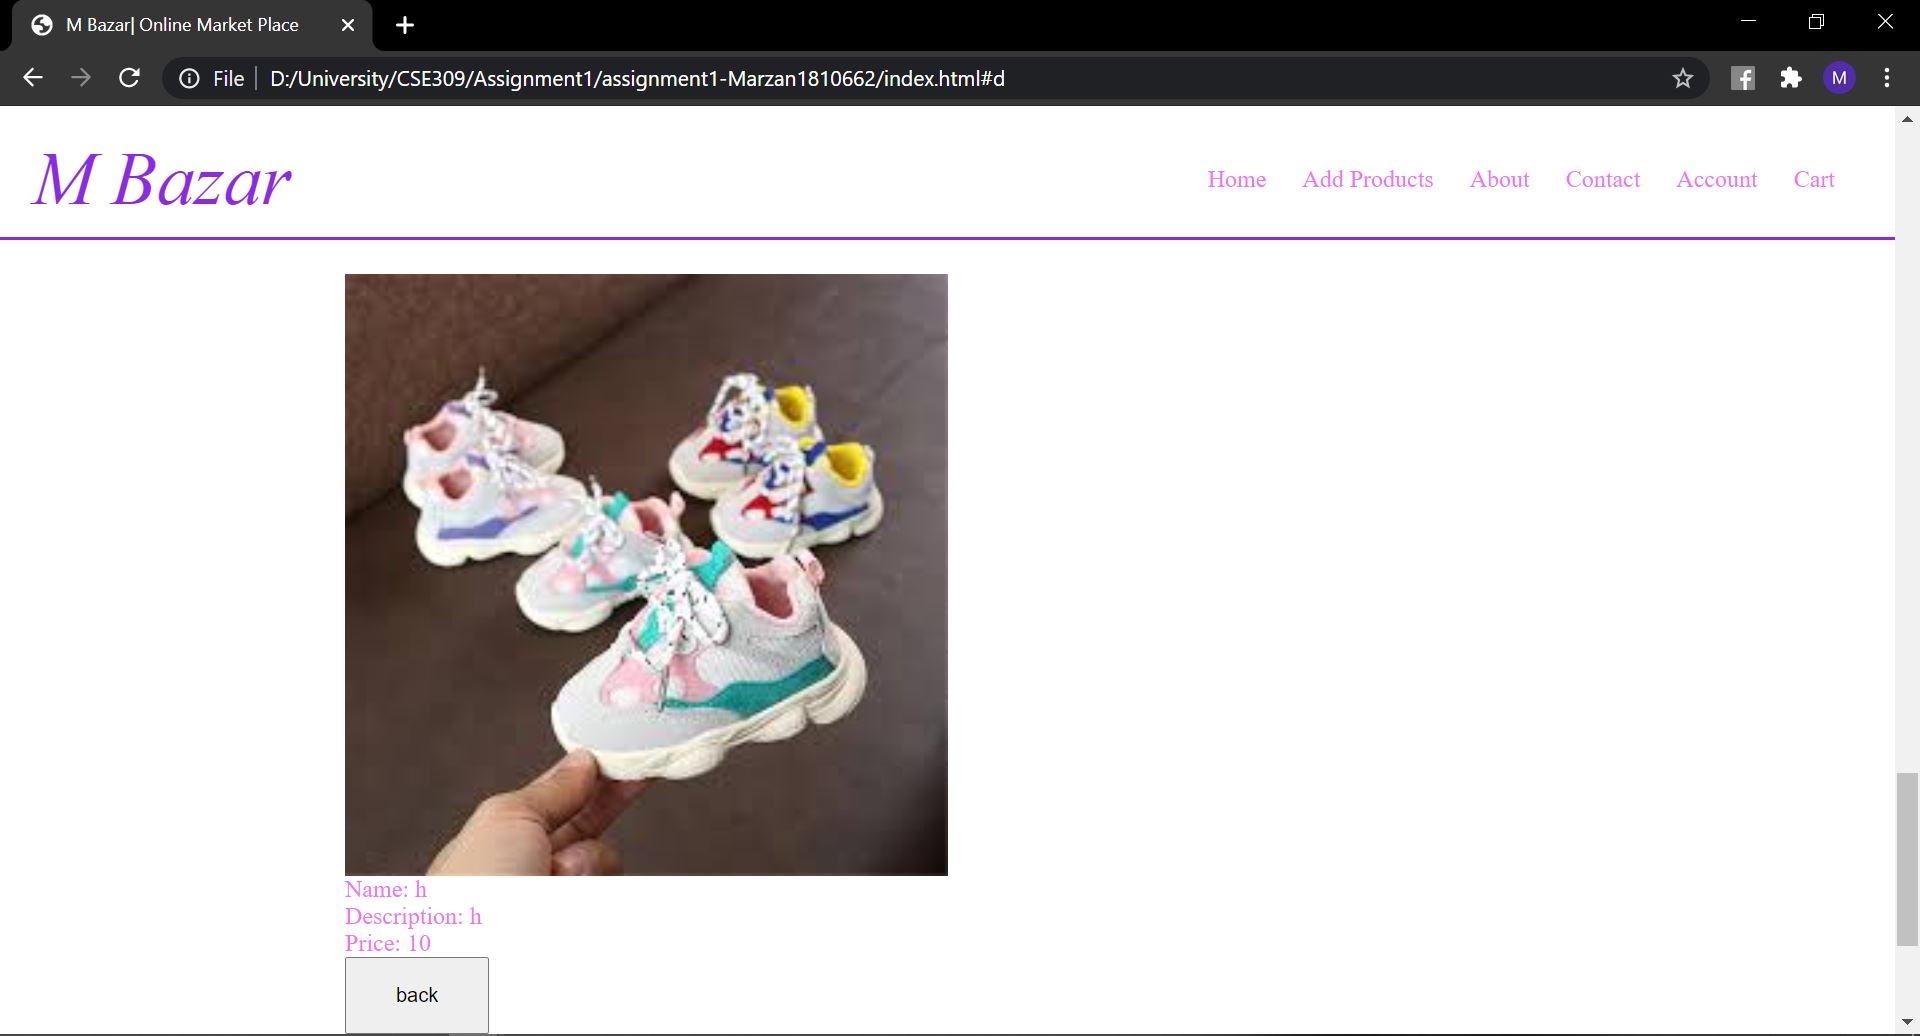 M Bazar| Online Market Place
File D:/University/CSE309/Assignment1/assignment1-Marzan1810662/index.html#d
M
M Bazar
Home Add Products About Contact Account Cart
Name: h
Description: h
Price: 10
back